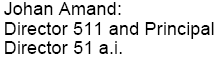 Johan Amand:
Director 511 and Principal
Director 51 a.i.